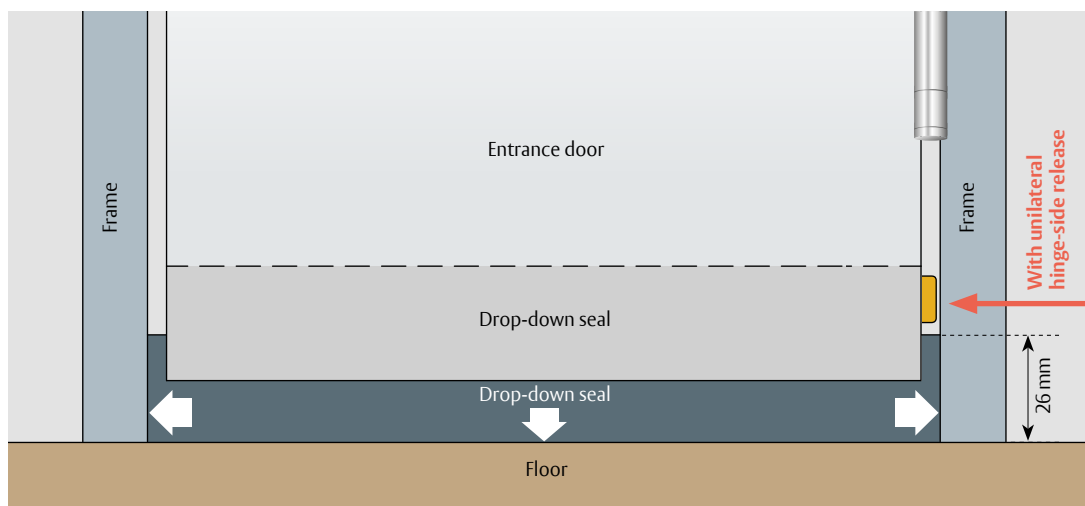 Entrance door
Frame
Frame
With unilateral
hinge-side release
Drop-down seal
Drop-down seal
26 mm
Floor